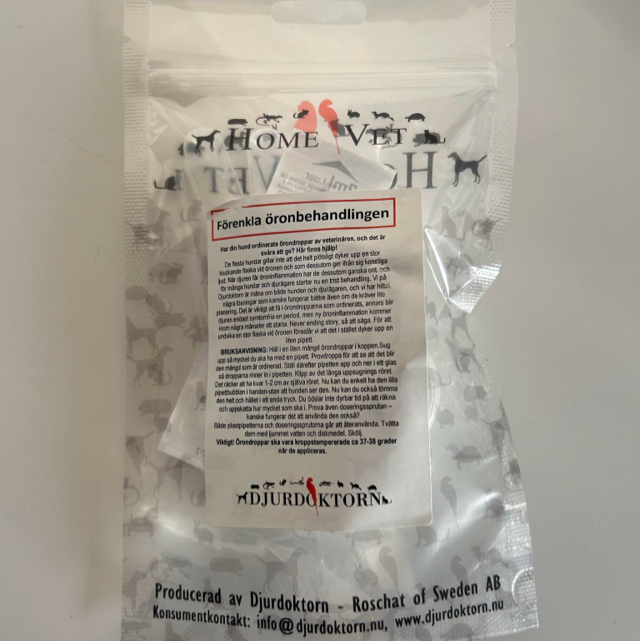 HOME VET
Förenkla öronbehandlingen
Har din hund ordinerats örondroppar av veterinären, och det är
svåra att ge? Här finns hjälp!
De flesta hundar gillar inte att det helt plötsligt dyker upp en stor
kluckande flaska vid öronen och som dessutom ger ifrån sig konstiga
ljud. När djuren får öroninflammation har de dessutom ganska ont, och
för många hundar och djurägare startar nu en trist behandling. Vi på
Djurdoktorn är måna om både hunden och djurägaren, och vi har hittat
några lösningar som kanske fungerar bättre även om de kräver lite
planering. Det är viktigt att få i örondropparna som ordinerats, annars blir
djuren endast symtomfria en period, men ny öroninflammation kommer
inom några månader att starta. Never ending story, så att säga. För att
undvika en stor flaska vid öronen föreslår vi att det i stället dyker upp en
liten pipett.
BRUKSANVISNING: Häll i en liten mängd örondroppar i koppen. Sug
upp så mycket du ska ha med en pipett. Provdroppa för att se att det blir
den mängd som är ordinerad. Ställ därefter pipetten upp och ner i ett glas
så dropparna rinner in i pipetten. Klipp av det långa uppsugnings röret.
Det räcker att ha kvar 1-2 cm av själva röret. Nu kan du enkelt ha den lilla
pipettbubblan i handen utan att hunden ser den. Nu kan du också tömma
den helt och hållet i ett enda tryck. Du behöver inte dyrbar tid på att räkna
och uppskatta hur mycket som ska i. Prova även doseringssprutan –
kanske fungerar det att använda den också?
Både plastpipetterna och doseringssprutorna går att återanvända. Tvätta
dem med ljummet vatten och diskmedel. Skölj.
Viktigt! Örondroppar ska vara kroppstempererade ca 37-38 grader
när de appliceras.
DJURDOKTORN
Producerad av Djurdoktorn - Roschat of Sweden AB
Konsumentkontakt: info@djurdoktorn.nu, www.djurdoktorn.nu